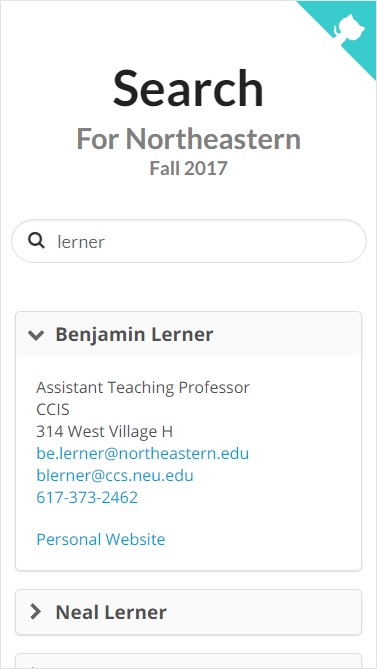 Search
For Northeastern
Fall 2017
lerner
Benjamin Lerner
Assistant Teaching Professor
CCIS
314 West Village H
be.lerner@northeastern.edu
blerner@ccs.neu.edu
617-373-2462
Personal Website
Neal Lerner